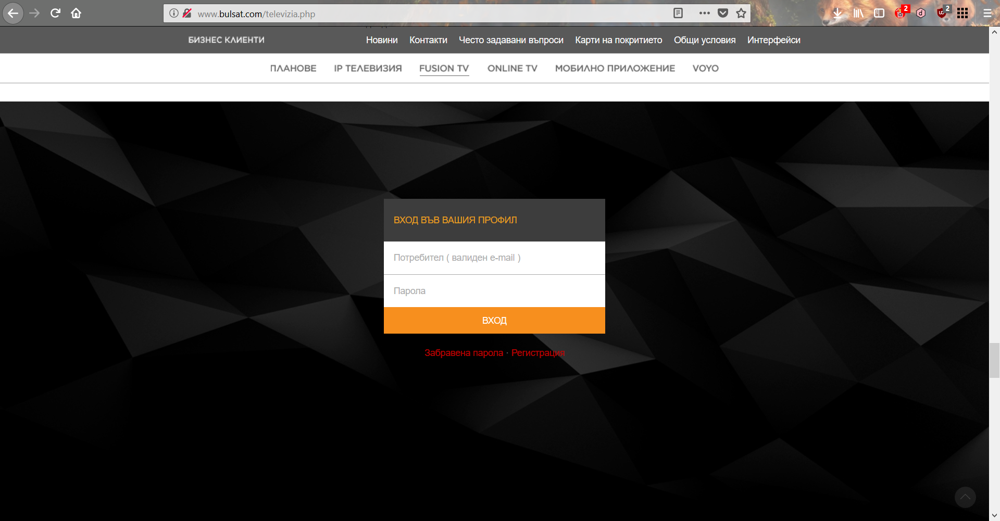 www.bulsat.com/televizia.php
2
2
БИЗНЕС КЛИЕНТИ
Новини Контакти Често задавани въпроси Карти на покритието Общи условия Интерфейси
ПЛАНОВЕ IP ТЕЛЕВИЗИЯ FUSION TV ONLINE TV МОБИЛНО ПРИЛОЖЕНИЕ VOYO
ВХОД ВЪВ ВАШИЯ ПРОФИЛ
Потребител ( валиден e-mail )
Парола
ВХОД
Забравена парола · Регистрация